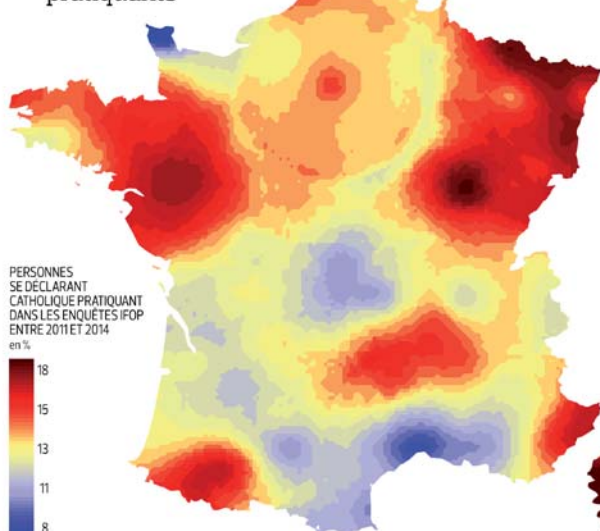 pratiquants
PERSONNES
SE DÉCLARANT
CATHOLIQUE PRATIQUANT
DANS LES ENQUÊTES IFOP
ENTRE 2011 ET 2014
en %
18
15
13
11
8